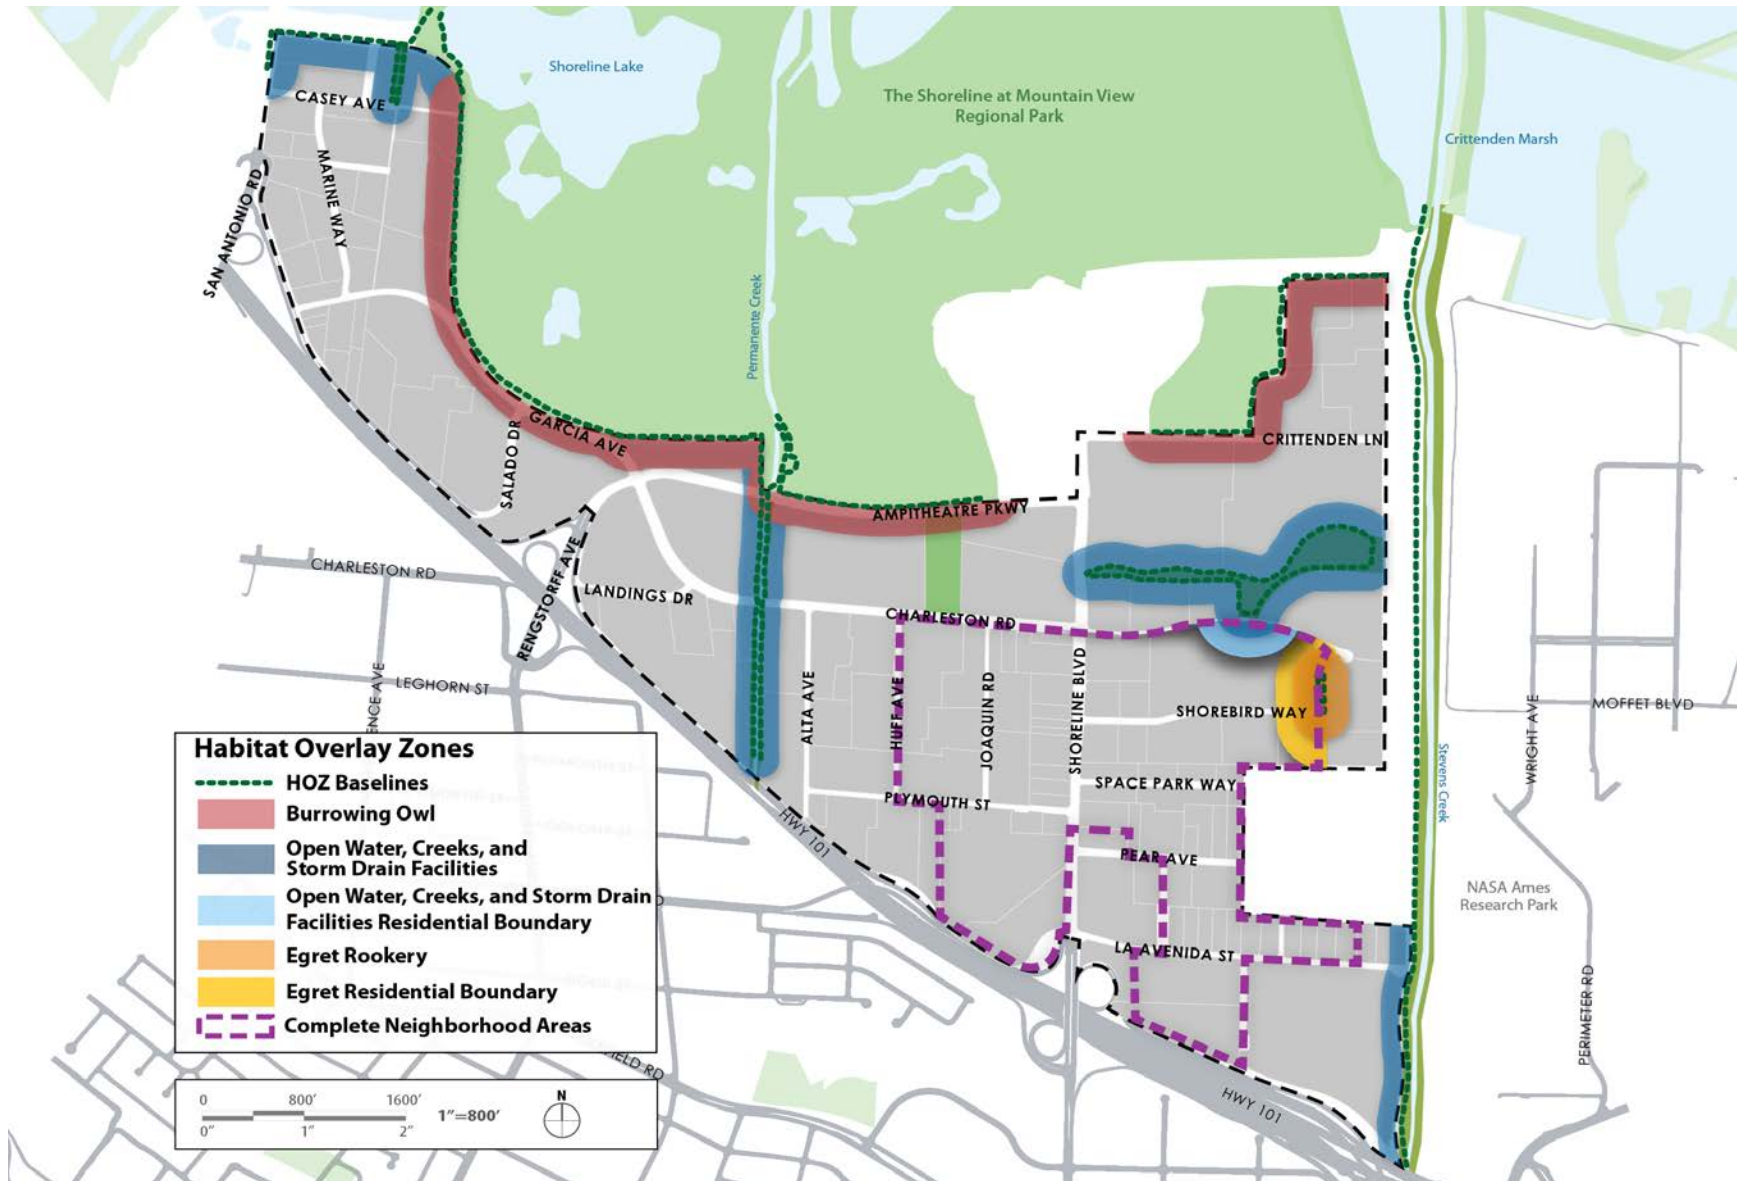 Shoreline Lake
The Shoreline at Mountain View
Regional Park
Crittenden Marsh
CASEY AVE
MARINE WAY
SAN ANTONIO RD
Permanente Creek
GARCIA AVE
SALADO DR
CRITTENDEN LN
AMPITHEATRE PKWY
CHARLESTON RD
RENGSTORFF AVE
LANDINGS DR
CHARLESTON RD
LEGHORN ST
ENCE AVE
ALTA AVE
HUFF AVE
JOAQUIN RD
SHORELINE BLVD
SHOREBIRD WAY
MOFFET BLVD
WRIGHT AVE
Stevens Creek
SPACE PARK WAY
PLYMOUTH ST
HWY 101
PEAR AVE
NASA Ames
Research Park
LA AVENIDA ST
PERIMETER RD
HWY 101
Habitat Overlay Zones
HOZ Baselines
Burrowing Owl
Open Water, Creeks, and
Storm Drain Facilities
Open Water, Creeks, and Storm Drain
Facilities Residential Boundary
Egret Rookery
Egret Residential Boundary
Complete Neighborhood Areas
FIELD RD
0 800' 1600'
0" 1" 2"
1"=800'
N